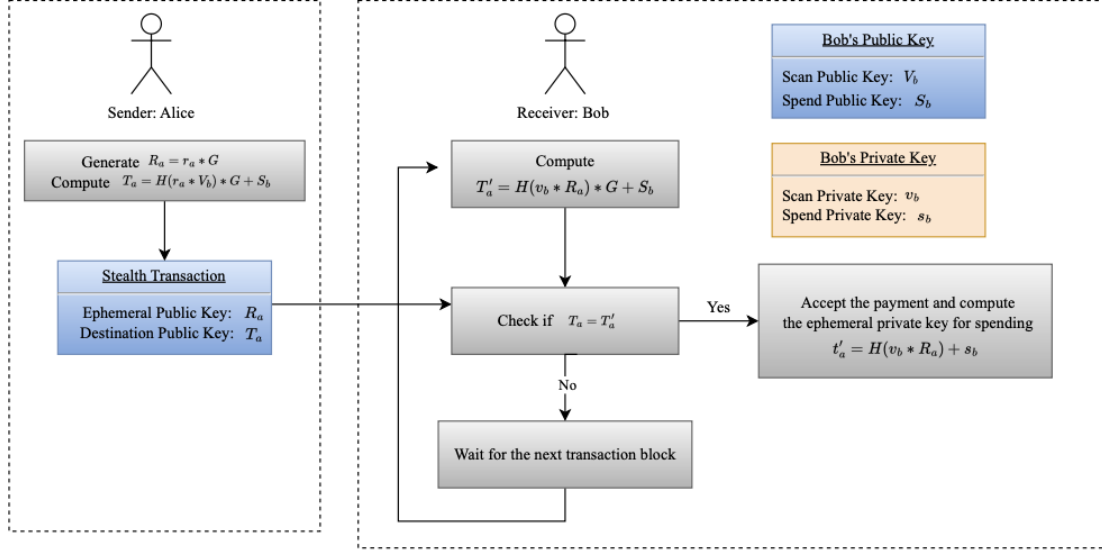 Sender: Alice
Generate R_a = r_a * G
Compute T_a = H(r_a * V_b) * G + S_b
Stealth Transaction
Ephemeral Public Key: R_a
Destination Public Key: T_a
Receiver: Bob
Compute
T'_a = H(v_b * R_a) * G + S_b
Check if T_a = T'_a
Yes
No
Wait for the next transaction block
Bob's Public Key
Scan Public Key: V_b
Spend Public Key: S_b
Bob's Private Key
Scan Private Key: v_b
Spend Private Key: s_b
Accept the payment and compute
the ephemeral private key for spending
t'_a = H(v_b * R_a) + s_b